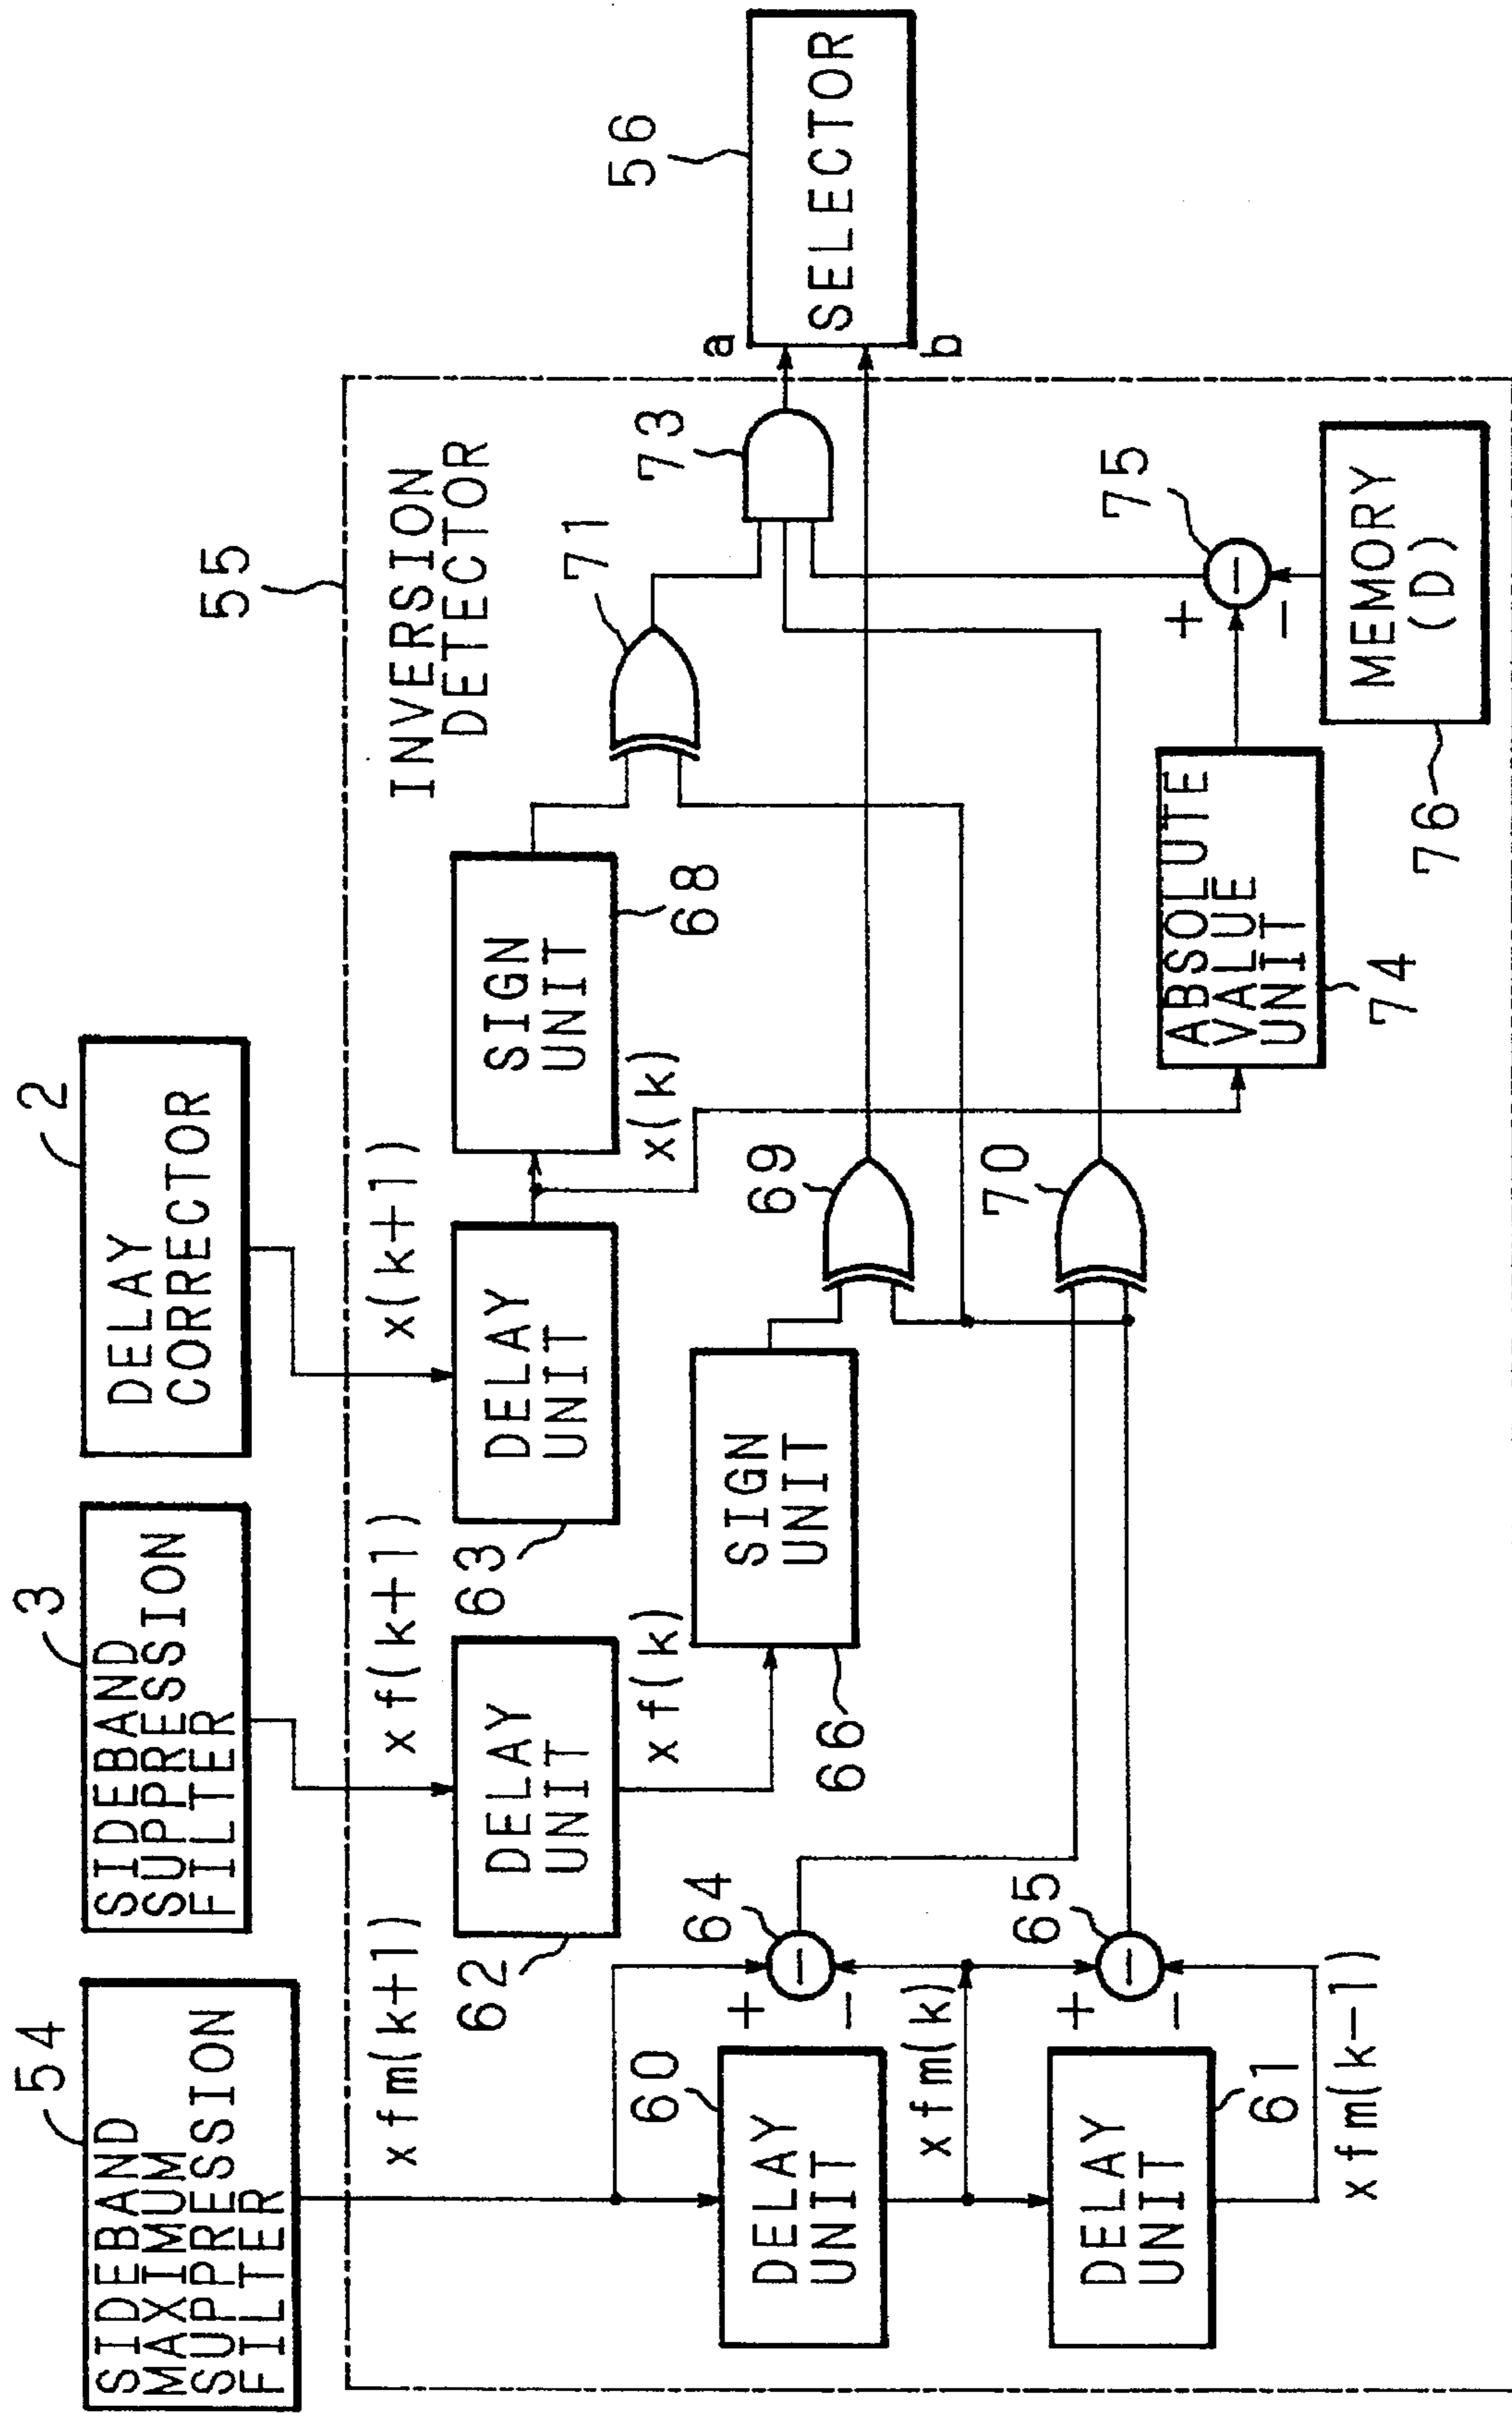 54
SIDEBAND
MAXIMUM
SUPPRESSION
FILTER
3
SIDEBAND
SUPPRESSION
FILTER
2
DELAY
CORRECTOR
55
INVERSION
DETECTOR
xfm(k+1)
xf(k+1)
x(k+1)
62
DELAY
UNIT
63
DELAY
UNIT
SIGN
UNIT
68
71
xf(k)
x(k)
60
DELAY
UNIT
64
+
−
−
66
SIGN
UNIT
69
73
a
b
56
SELECTOR
xfm(k)
61
DELAY
UNIT
65
+
−
−
70
xfm(k-1)
ABSOLUTE
VALUE
UNIT
74
75
+
−
−
76
MEMORY
(D)